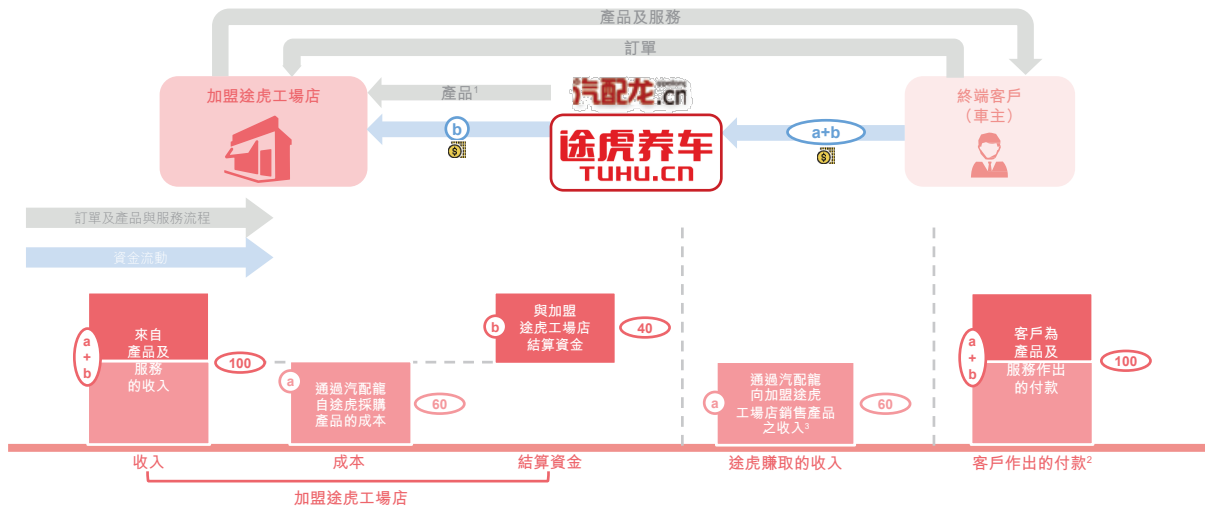 產品及服務
訂單
加盟途虎工場店
產品¹
汽配龙.cn
終端客戶
（車主）
b
a+b
途虎养车
TUHU.CN
訂單及產品與服務流程
資金流動
a
+
b
來自
產品及
服務
的收入
100
a
通過汽配龍
自途虎採購
產品的成本
60
b
與加盟
途虎工場店
結算資金
40
a
通過汽配龍
向加盟途虎
工場店銷售產品
之收入³
60
a
+
b
客戶為
產品及
服務作出
的付款
100
收入
成本
結算資金
途虎賺取的收入
客戶作出的付款²
加盟途虎工場店